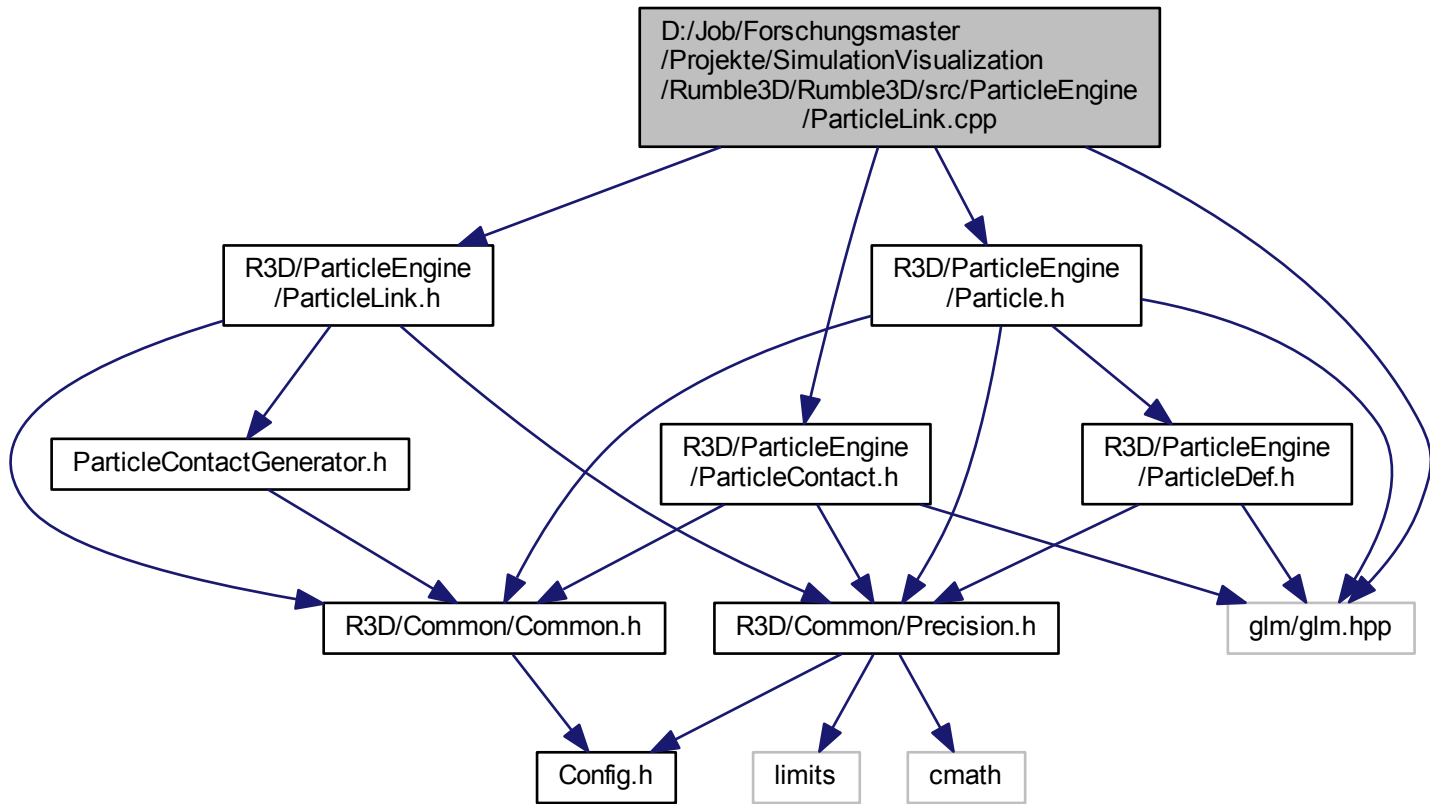 D:/Job/Forschungsmaster
/Projekte/SimulationVisualization
/Rumble3D/Rumble3D/src/ParticleEngine
/ParticleLink.cpp
R3D/ParticleEngine
/ParticleLink.h
R3D/ParticleEngine
/Particle.h
ParticleContactGenerator.h
R3D/ParticleEngine
/ParticleContact.h
R3D/ParticleEngine
/ParticleDef.h
R3D/Common/Common.h
R3D/Common/Precision.h
glm/glm.hpp
Config.h
limits
cmath